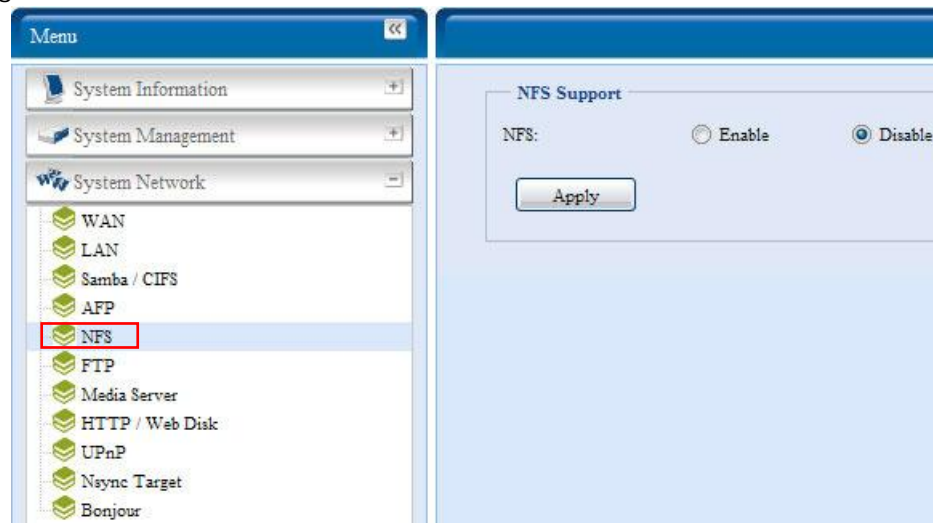 Menu
System Information
System Management
System Network
WAN
LAN
Samba / CIFS
AFP
NFS
FTP
Media Server
HTTP / Web Disk
UPnP
Nsync Target
Bonjour
NFS Support
NFS: Enable Disable
Apply